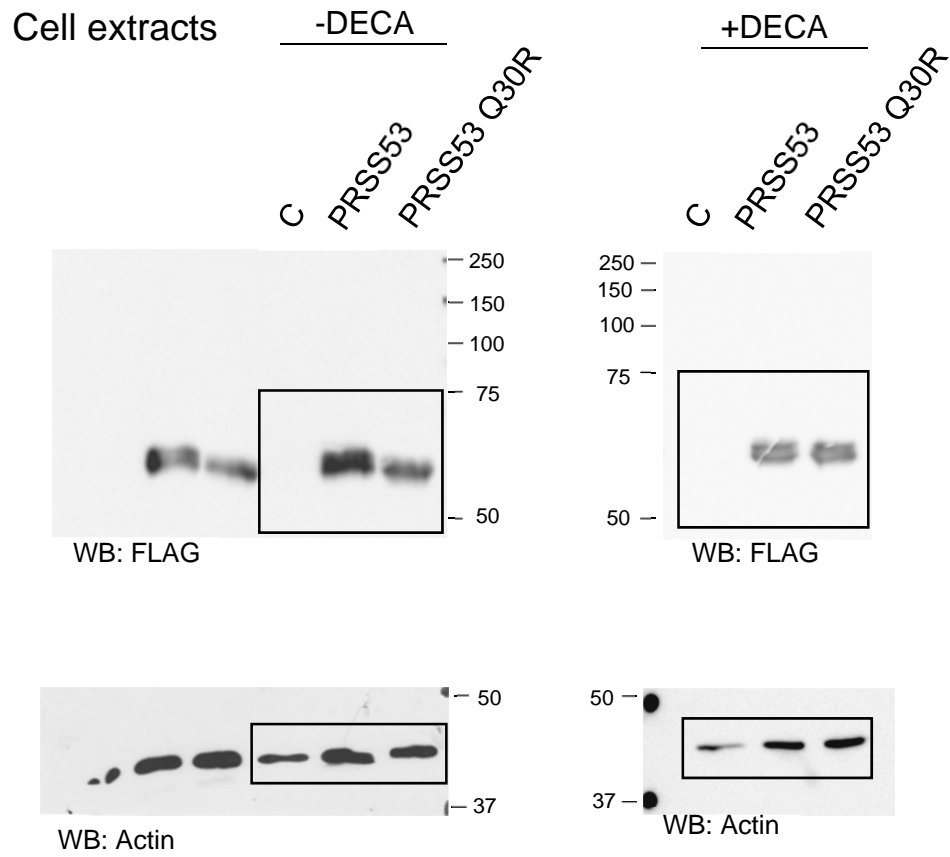 Cell extracts
-DECA
+DECA
C
PRSS53
PRSS53 Q30R
C
PRSS53
PRSS53 Q30R
250
150
100
75
50
250
150
100
75
50
WB: FLAG
WB: FLAG
50
37
50
37
WB: Actin
WB: Actin